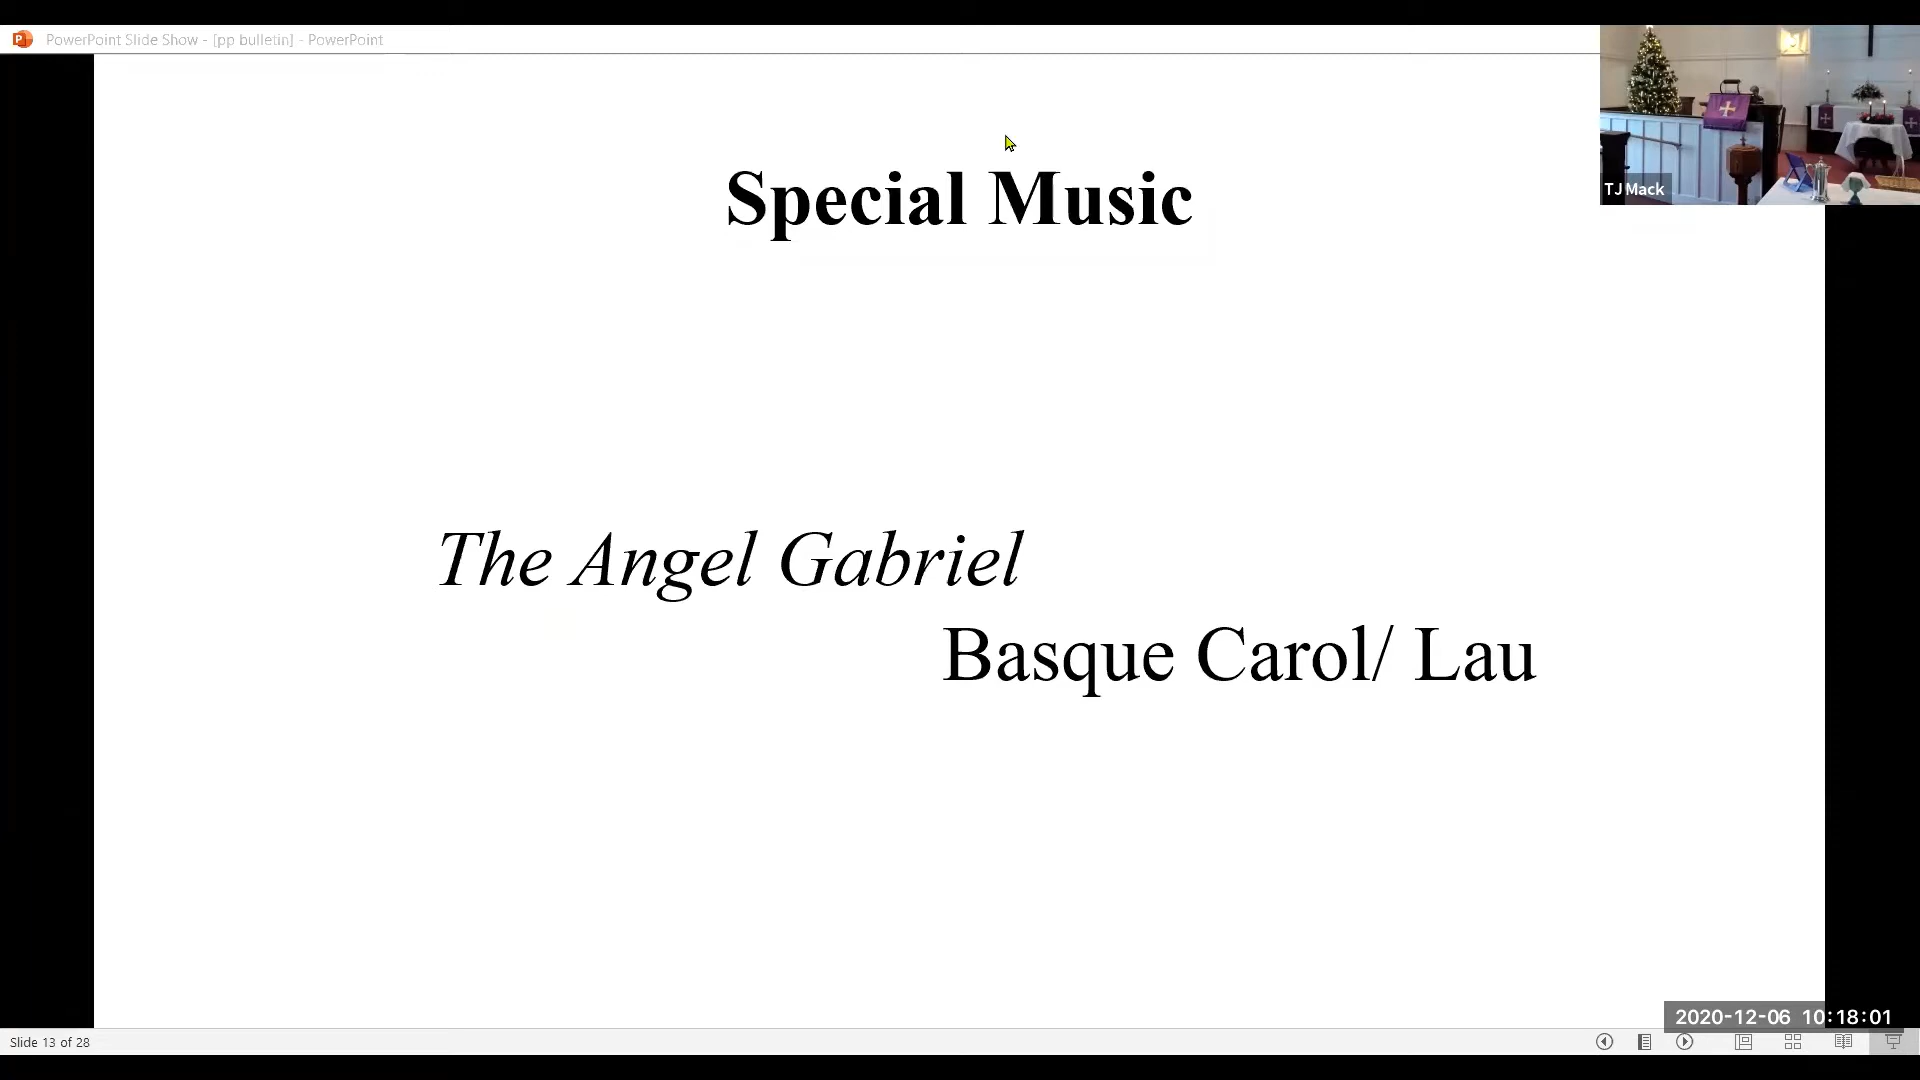 PowerPoint Slide Show - [pp bulletin] - PowerPoint
TJ Mack
Special Music
The Angel Gabriel
Basque Carol/ Lau
2020-12-06 10:18:01
Slide 13 of 28